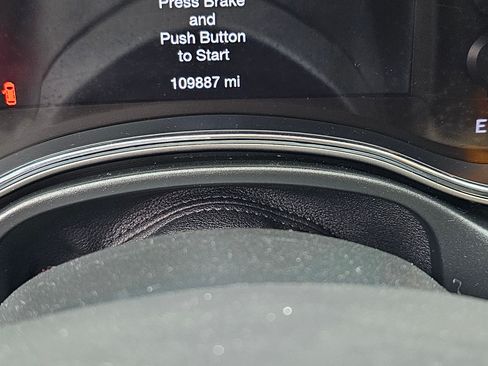 Press Brake
and
Push Button
to Start
109887 mi
E